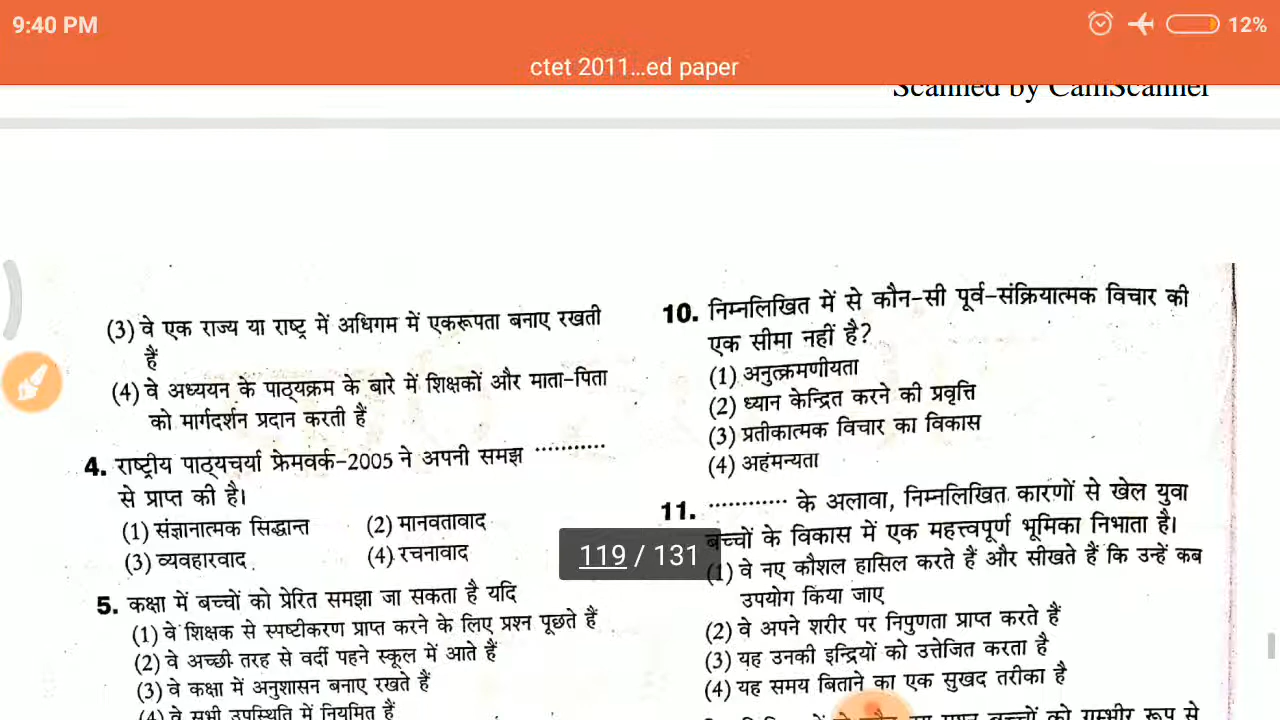 9:40 PM
12%
ctet 2011...ed paper
Scanned by CamScanner
(3) वे एक राज्य या राष्ट्र में अधिगम में एकरूपता बनाए रखती
हैं
(4) वे अध्ययन के पाठ्यक्रम के बारे में शिक्षकों और माता-पिता
को मार्गदर्शन प्रदान करती हैं
4. राष्ट्रीय पाठ्यचर्या फ्रेमवर्क-2005 ने अपनी समझ ...........
से प्राप्त की है।
(1) संज्ञानात्मक सिद्धान्त (2) मानवतावाद
(3) व्यवहारवाद (4) रचनावाद
5. कक्षा में बच्चों को प्रेरित समझा जा सकता है यदि
(1) वे शिक्षक से स्पष्टीकरण प्राप्त करने के लिए प्रश्न पूछते हैं
(2) वे अच्छी तरह से वर्दी पहने स्कूल में आते हैं
(3) वे कक्षा में अनुशासन बनाए रखते हैं
(4) वे सभी उपस्थिति में नियमित हैं
10. निम्नलिखित में से कौन-सी पूर्व-संक्रियात्मक विचार की
एक सीमा नहीं है?
(1) अनुत्क्रमणीयता
(2) ध्यान केन्द्रित करने की प्रवृत्ति
(3) प्रतीकात्मक विचार का विकास
(4) अहंमन्यता
11. ............ के अलावा, निम्नलिखित कारणों से खेल युवा
बच्चों के विकास में एक महत्त्वपूर्ण भूमिका निभाता है।
(1) वे नए कौशल हासिल करते हैं और सीखते हैं कि उन्हें कब
उपयोग किया जाए
(2) वे अपने शरीर पर निपुणता प्राप्त करते हैं
(3) यह उनकी इन्द्रियों को उत्तेजित करता है
(4) यह समय बिताने का एक सुखद तरीका है
बच्चों को गम्भीर रूप से
119 / 131